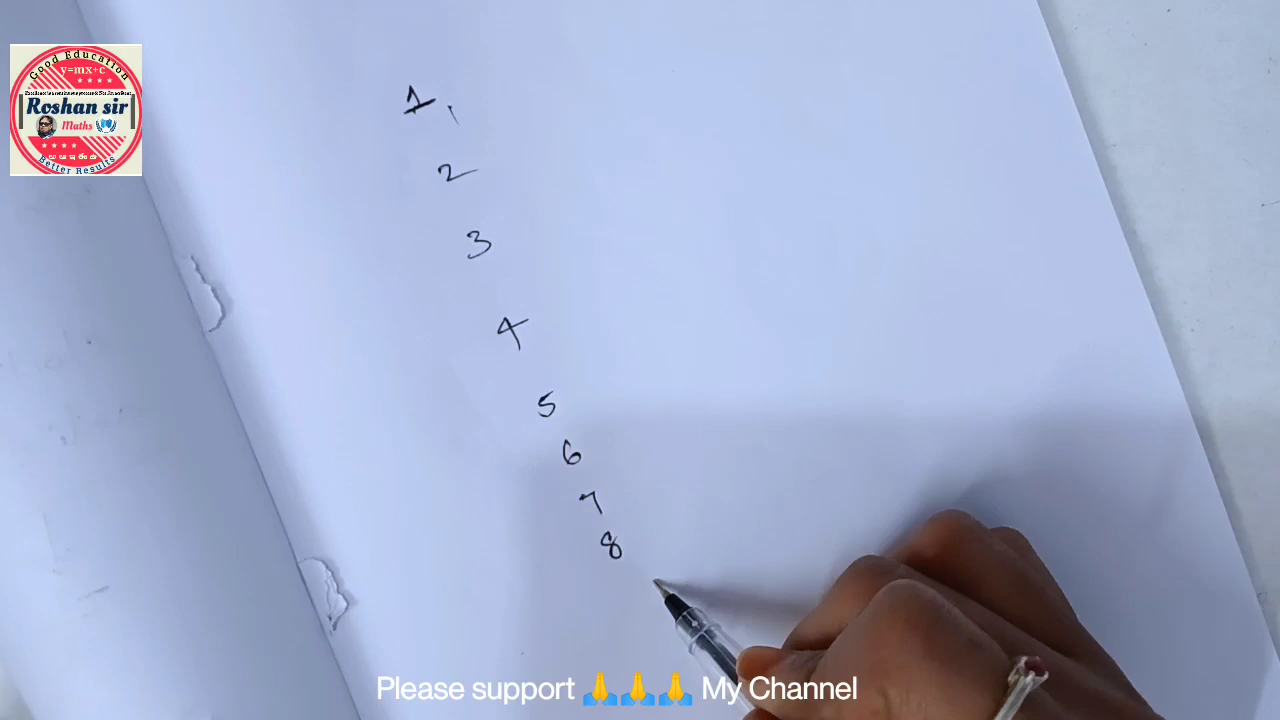 Good Education
y=mx+c
Roshan sir
Maths
Better Results
1.
2
3
4
5
6
7
8
Please support 🙏🙏🙏 My Channel